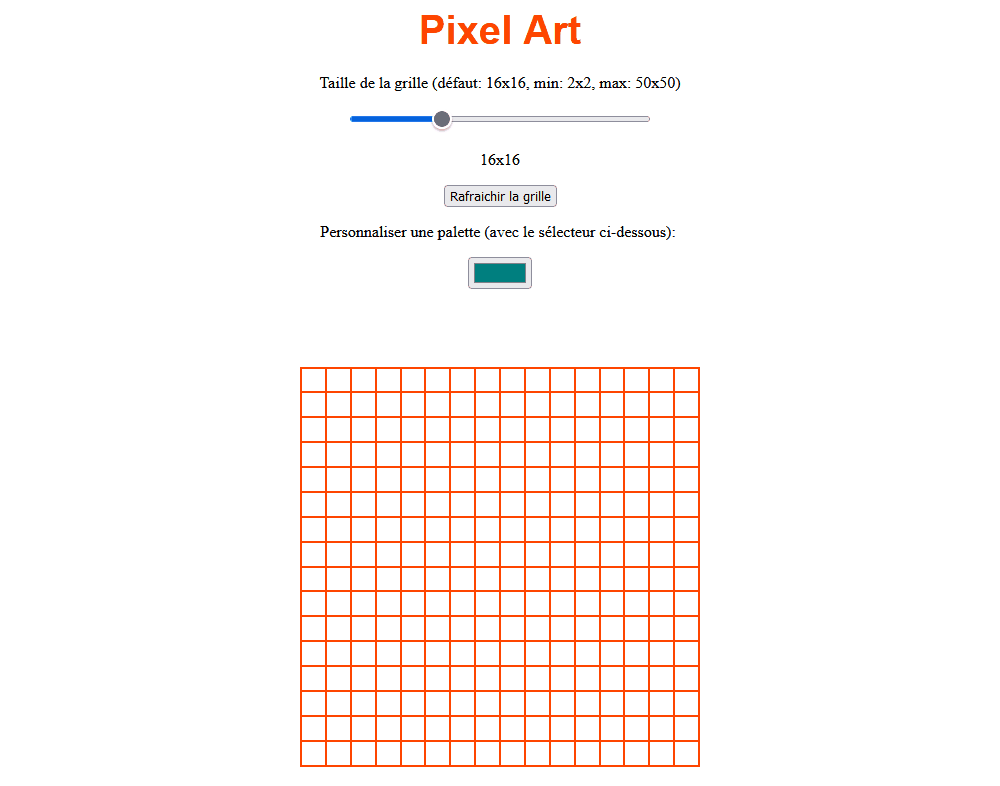 Pixel Art
Taille de la grille (défaut: 16x16, min: 2x2, max: 50x50)
16x16
Rafraichir la grille
Personnaliser une palette (avec le sélecteur ci-dessous):